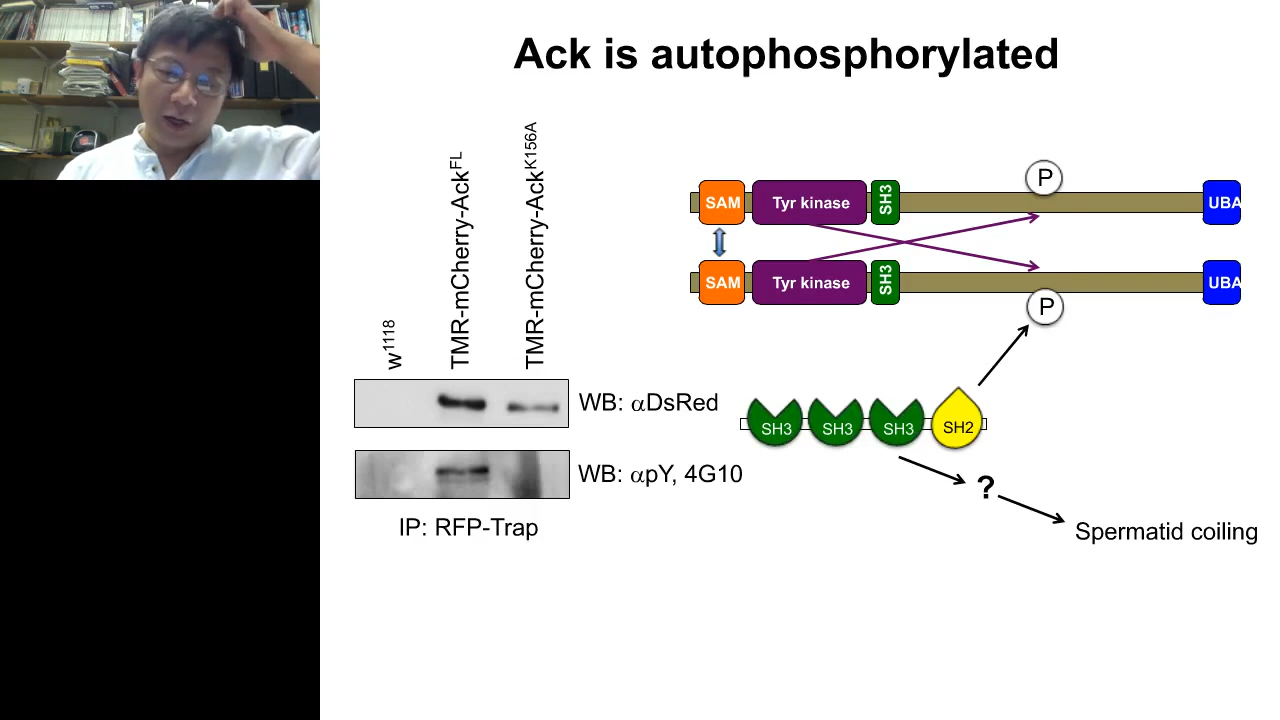 Ack is autophosphorylated
w1118
TMR-mCherry-AckFL
TMR-mCherry-AckK156A
WB: αDsRed
WB: αpY, 4G10
IP: RFP-Trap
P
SAM
Tyr kinase
SH3
UBA
SAM
Tyr kinase
SH3
UBA
P
SH3
SH3
SH3
SH2
?
Spermatid coiling